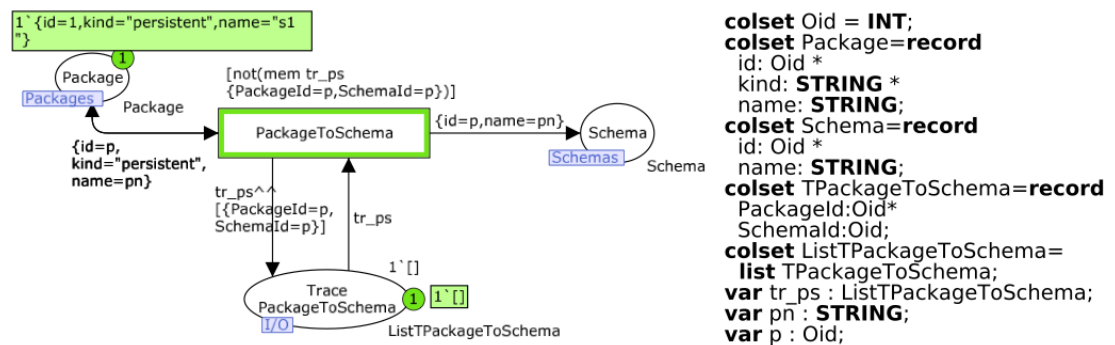 1`{id=1,kind="persistent",name="s1
"}
1
Package
Packages
Package
[not(mem tr_ps
{PackageId=p,SchemaId=p})]
PackageToSchema
{id=p,name=pn}
Schema
Schemas
Schema
{id=p,
kind="persistent",
name=pn}
tr_ps^^
[{PackageId=p,
SchemaId=p}]
tr_ps
1`[]
Trace
PackageToSchema
1
1`[]
I/O
ListTPackageToSchema
colset Oid = INT;
colset Package=record
id: Oid *
kind: STRING *
name: STRING;
colset Schema=record
id: Oid *
name: STRING;
colset TPackageToSchema=record
PackageId:Oid*
SchemaId:Oid;
colset ListTPackageToSchema=
list TPackageToSchema;
var tr_ps : ListTPackageToSchema;
var pn : STRING;
var p : Oid;